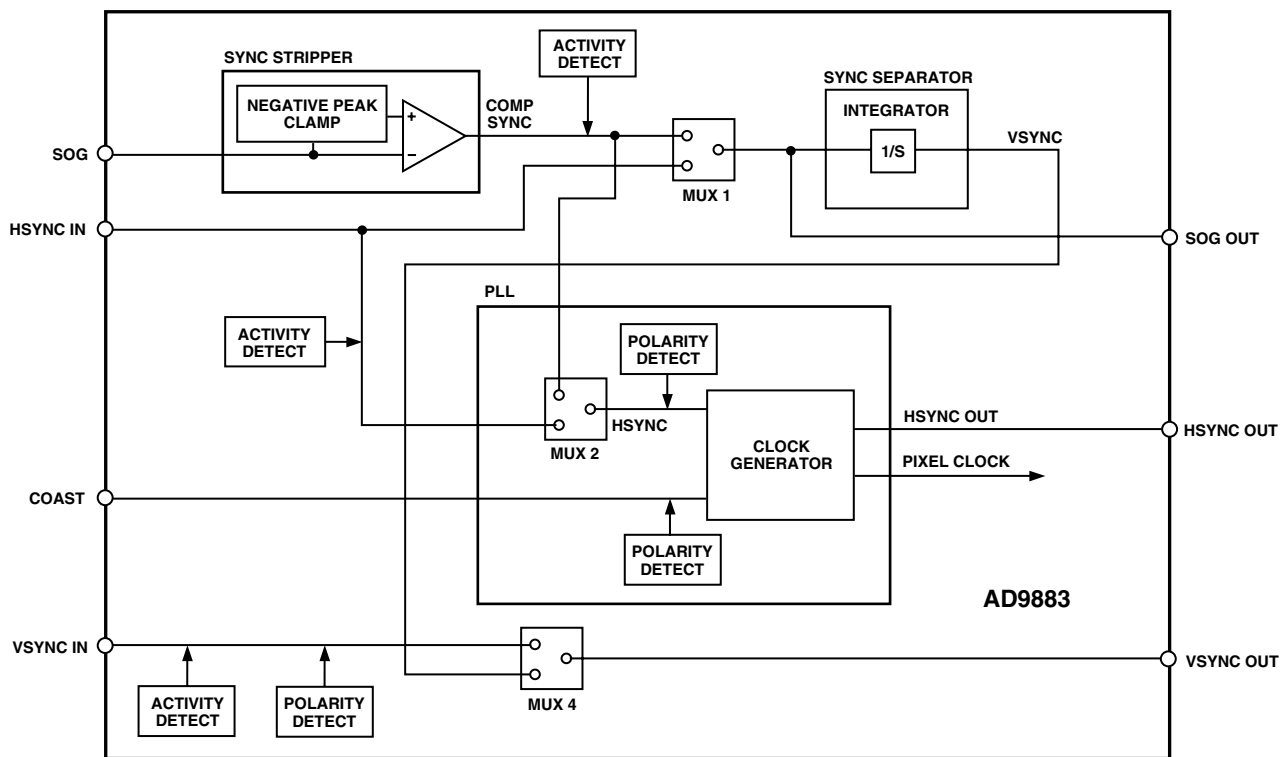 ACTIVITY
DETECT
SYNC STRIPPER
SYNC SEPARATOR
NEGATIVE PEAK
CLAMP
+
−
COMP
SYNC
INTEGRATOR
1/S
VSYNC
SOG
MUX 1
HSYNC IN
SOG OUT
PLL
ACTIVITY
DETECT
POLARITY
DETECT
HSYNC
MUX 2
CLOCK
GENERATOR
HSYNC OUT
HSYNC OUT
PIXEL CLOCK
COAST
POLARITY
DETECT
AD9883
VSYNC IN
VSYNC OUT
ACTIVITY
DETECT
POLARITY
DETECT
MUX 4